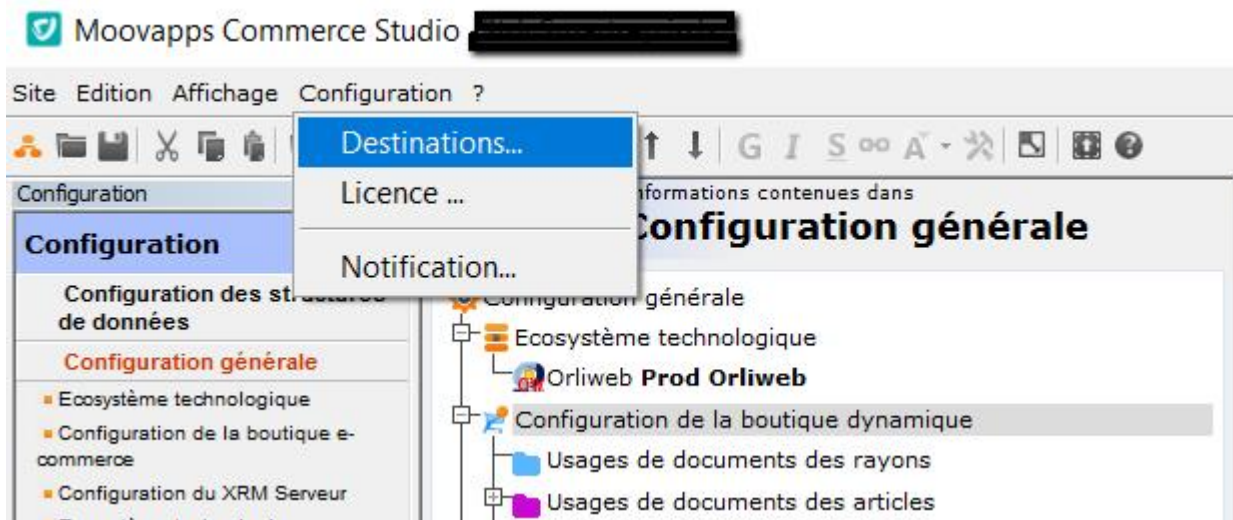 Moovapps Commerce Studio
Site Edition Affichage Configuration ?
Destinations...
Licence ...
Notification...
G I S A
Configuration
Configuration
Configuration des
de données
Configuration générale
Ecosystème technologique
Configuration de la boutique e-
commerce
Configuration du XRM Serveur
contenues dans
Configuration générale
Configuration générale
Ecosystème technologique
Orliweb Prod Orliweb
Configuration de la boutique dynamique
Usages de documents des rayons
Usages de documents des articles